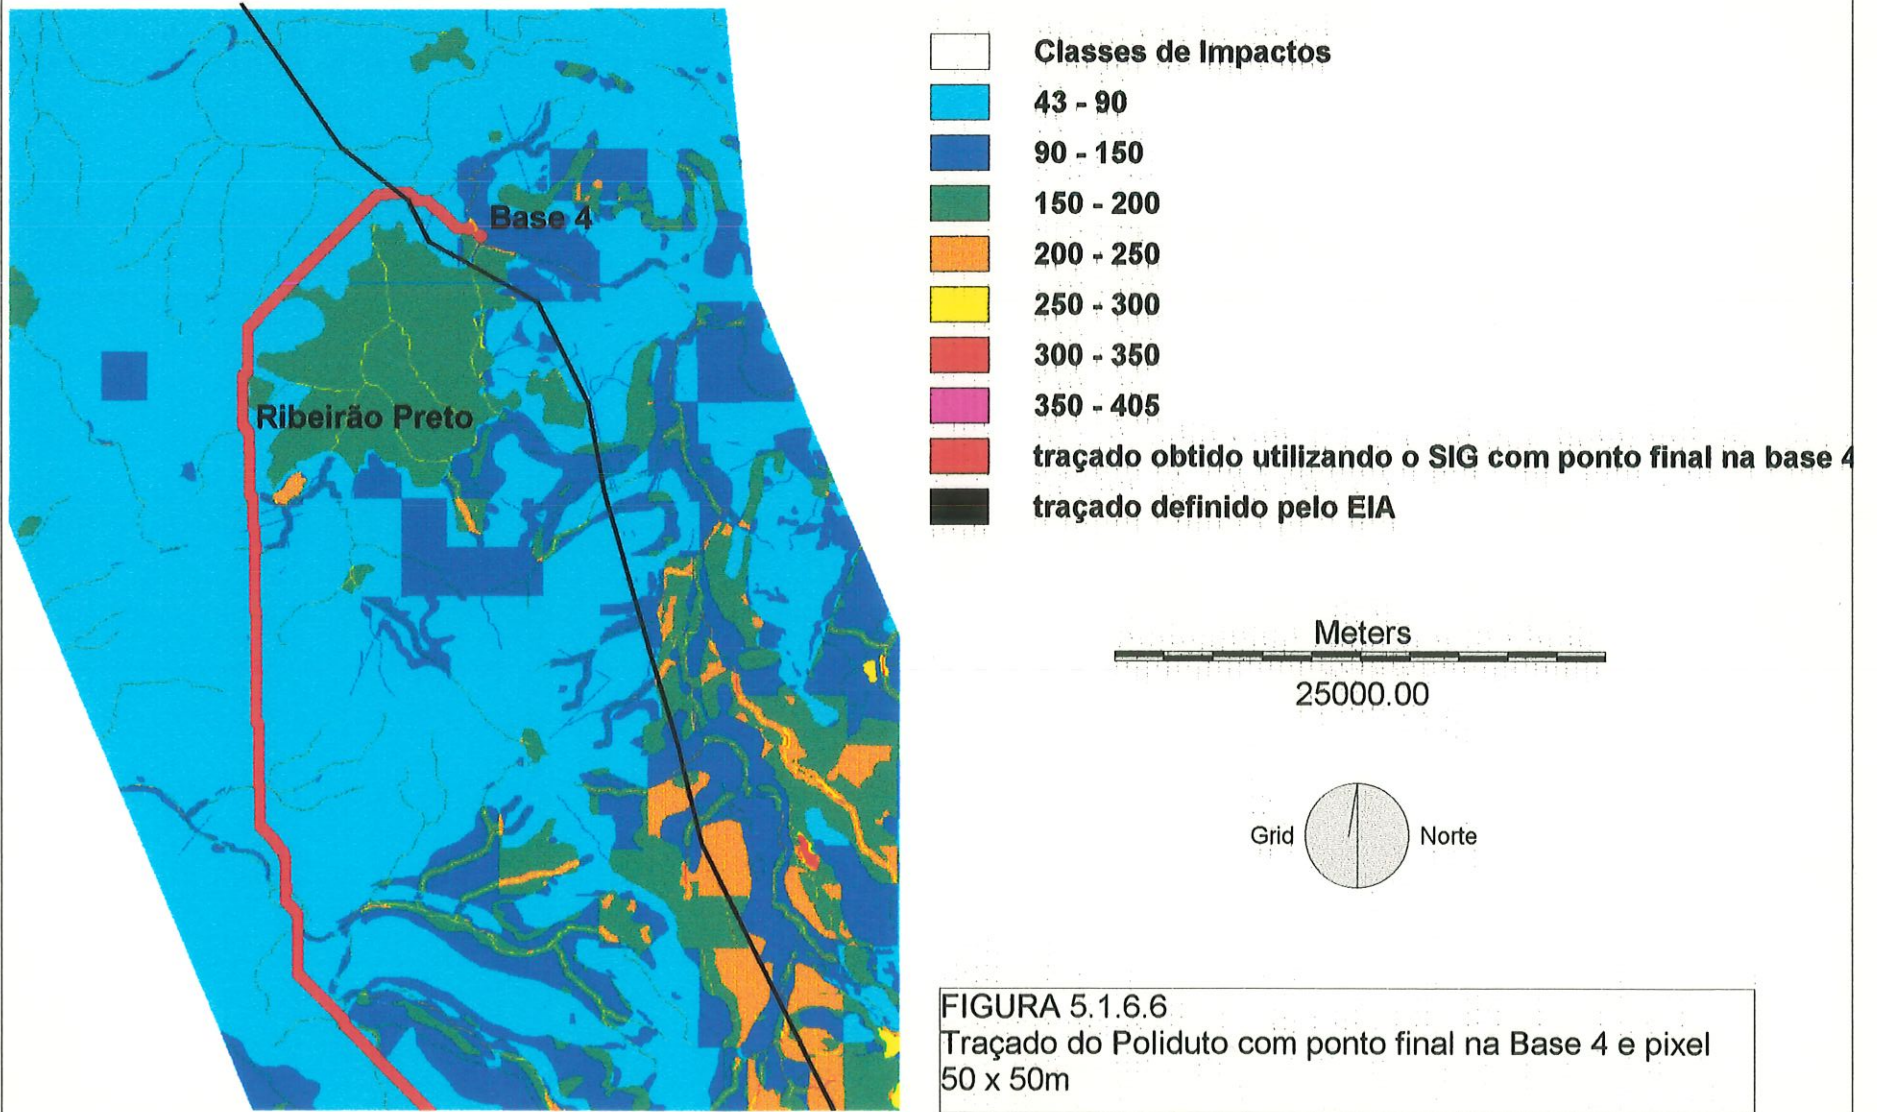 Base 4
Ribeirão Preto
Classes de Impactos
43 - 90
90 - 150
150 - 200
200 - 250
250 - 300
300 - 350
350 - 405
traçado obtido utilizando o SIG com ponto final na base 4
traçado definido pelo EIA
Meters
25000.00
Grid
Norte
FIGURA 5.1.6.6
Traçado do Poliduto com ponto final na Base 4 e pixel
50 x 50m